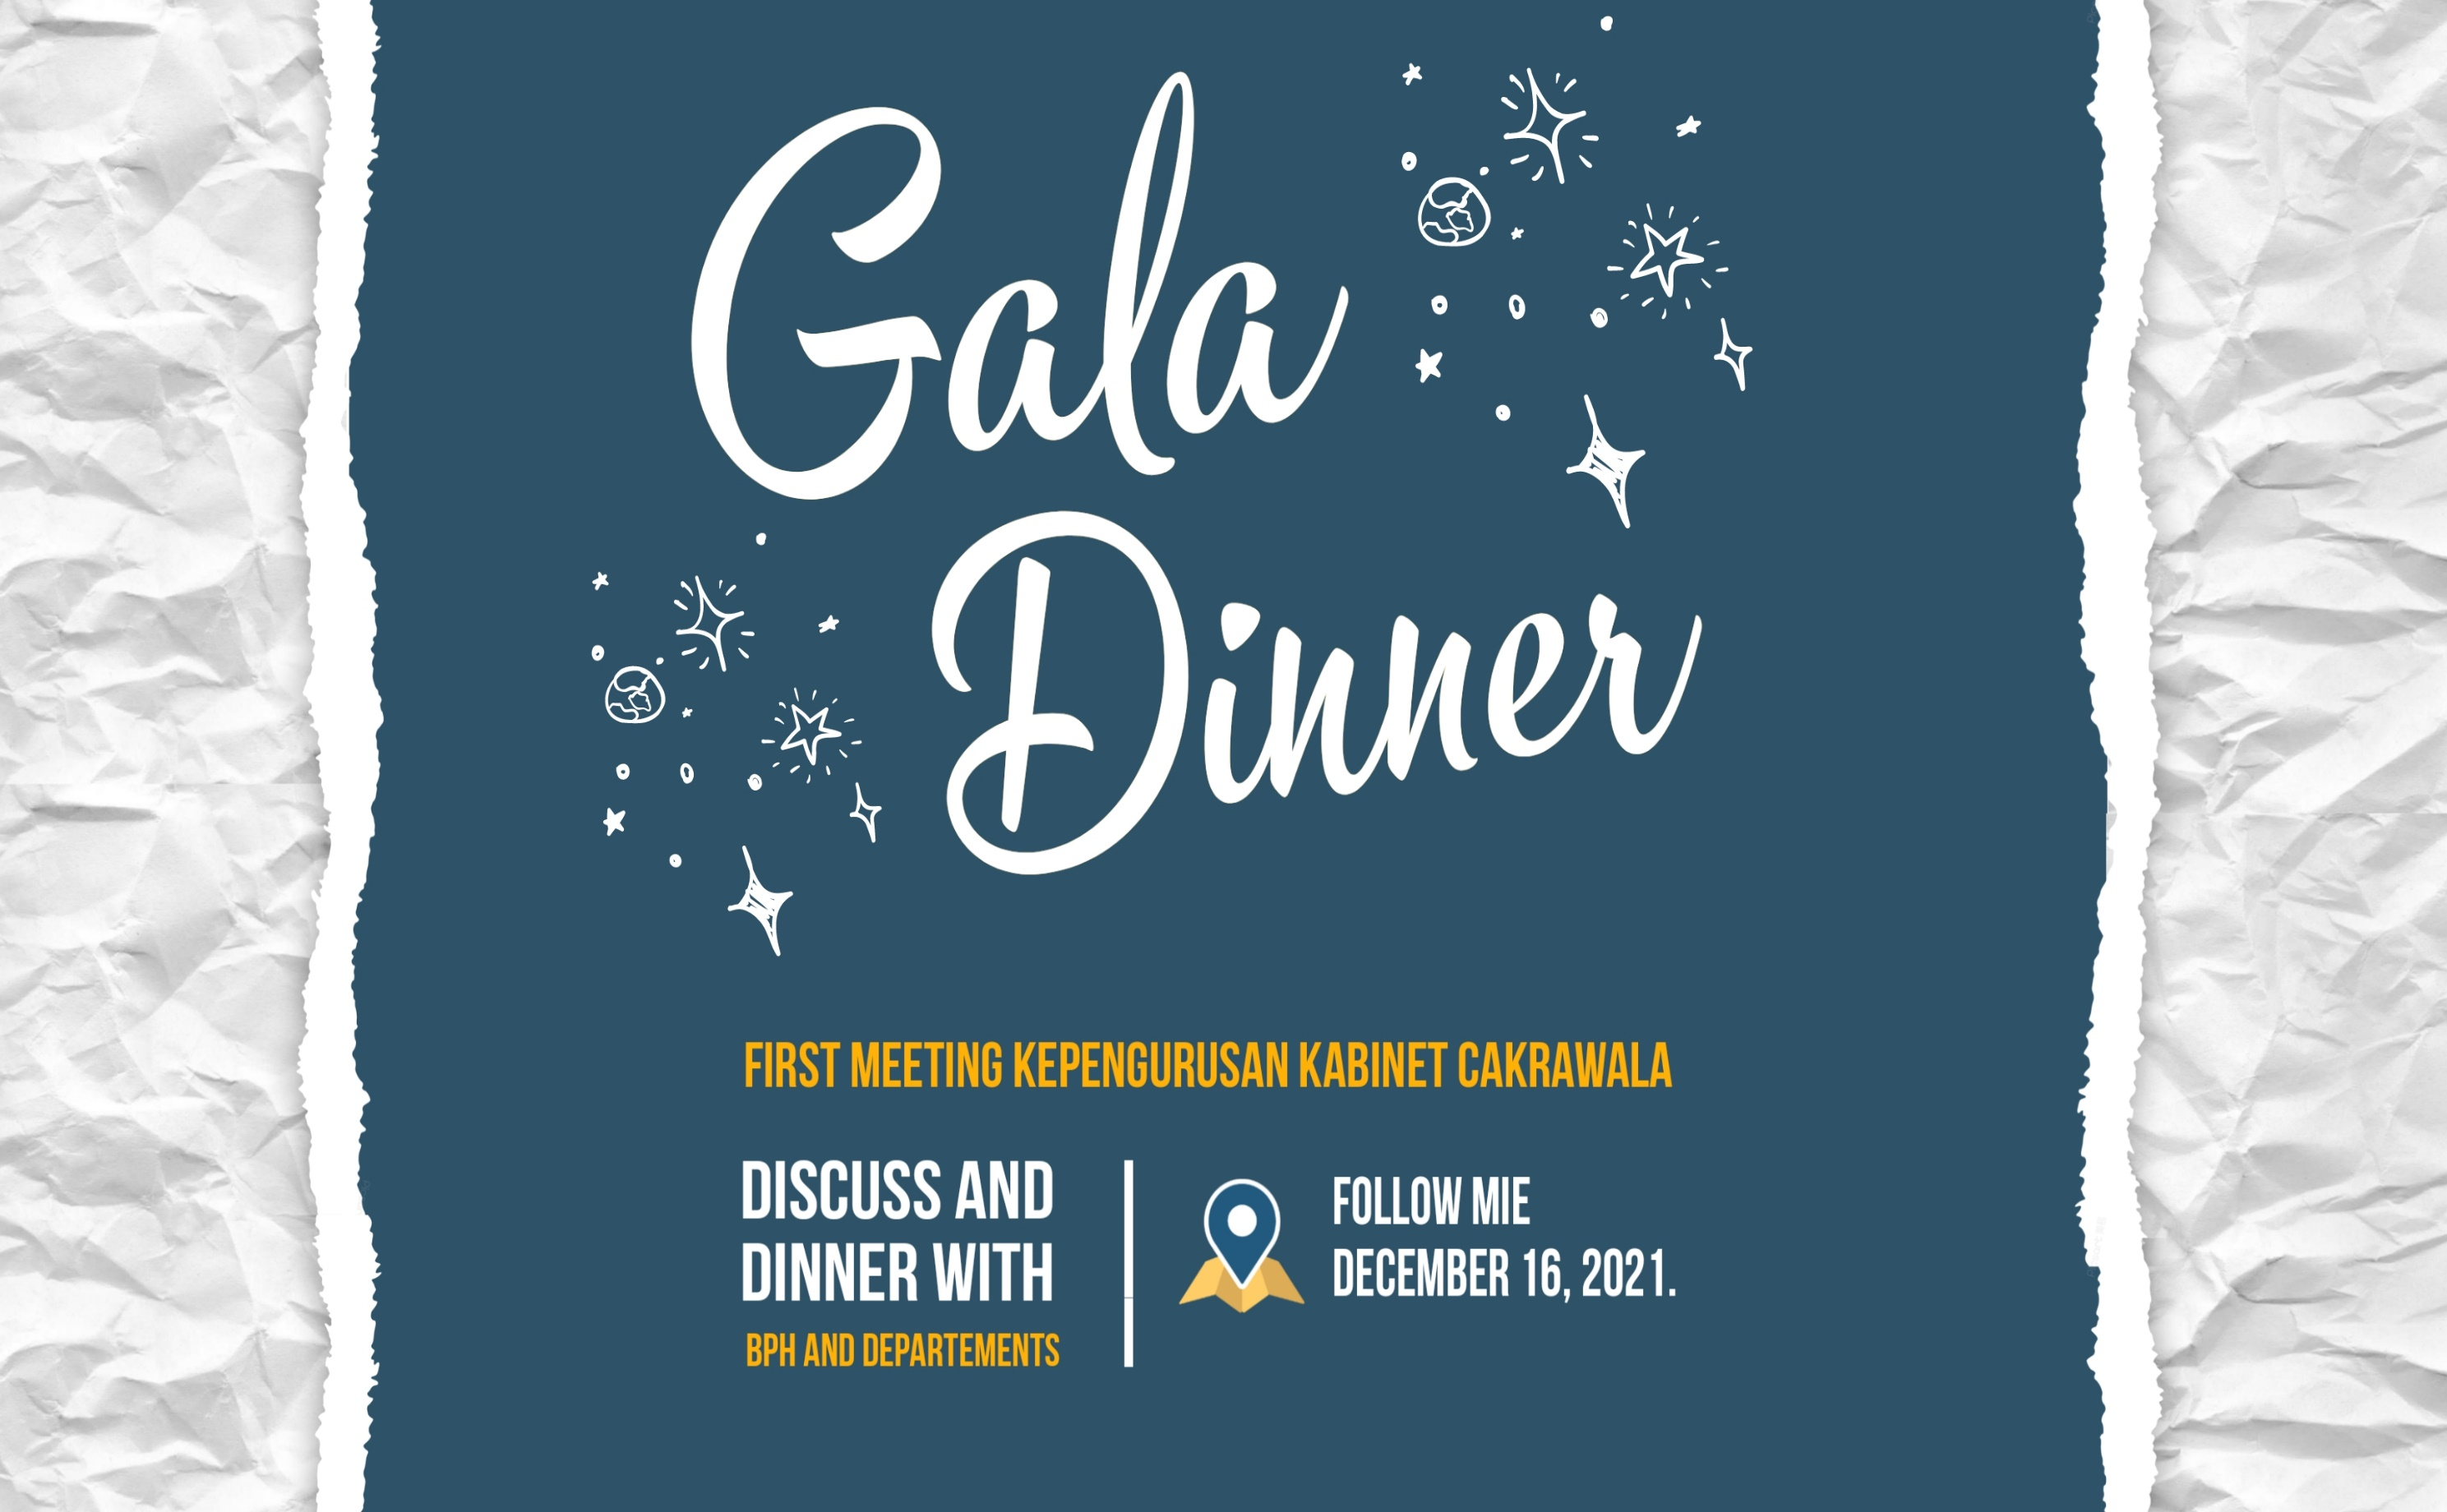 Gala
Dinner
FIRST MEETING KEPENGURUSAN KABINET CAKRAWALA
DISCUSS AND
DINNER WITH
BPH AND DEPARTEMENTS
FOLLOW MIE
DECEMBER 16, 2021.